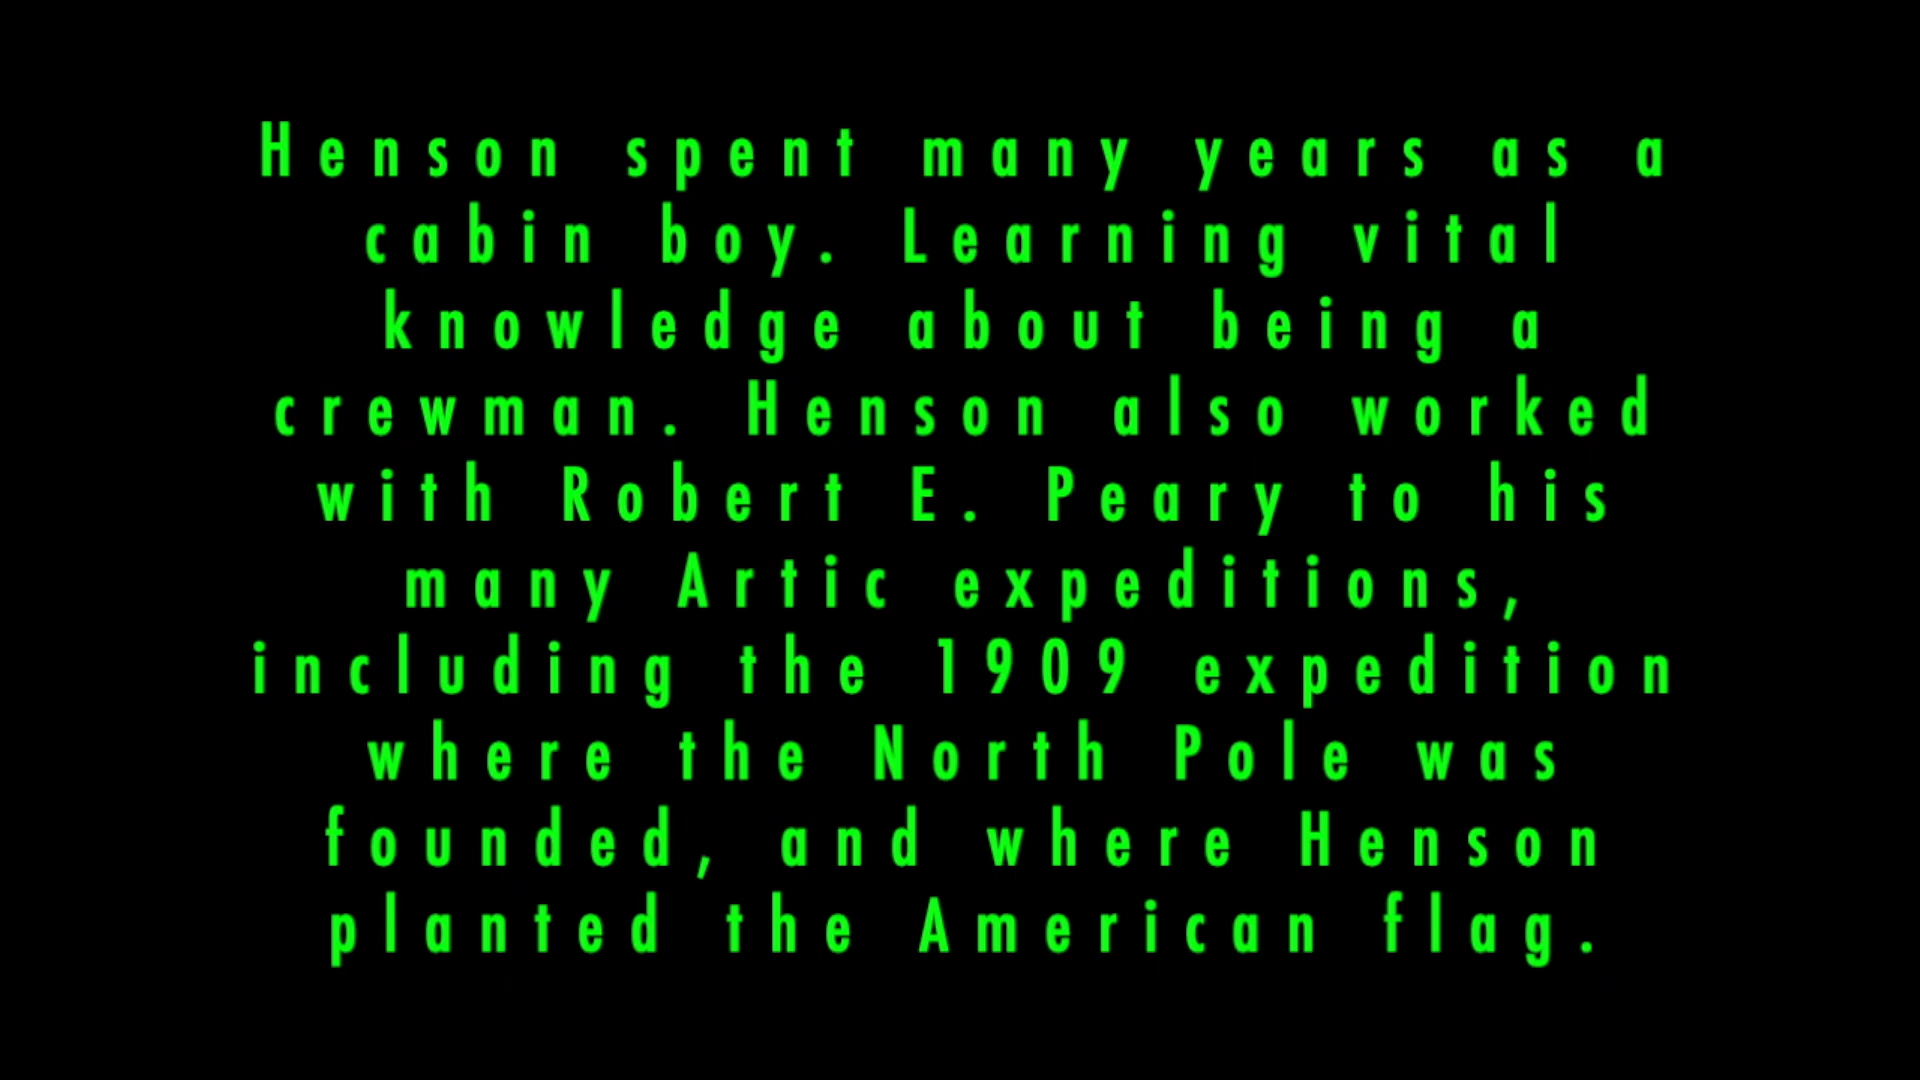 Henson spent many years as a
cabin boy. Learning vital
knowledge about being a
crewman. Henson also worked
with Robert E. Peary to his
many Artic expeditions,
including the 1909 expedition
where the North Pole was
founded, and where Henson
planted the American flag.